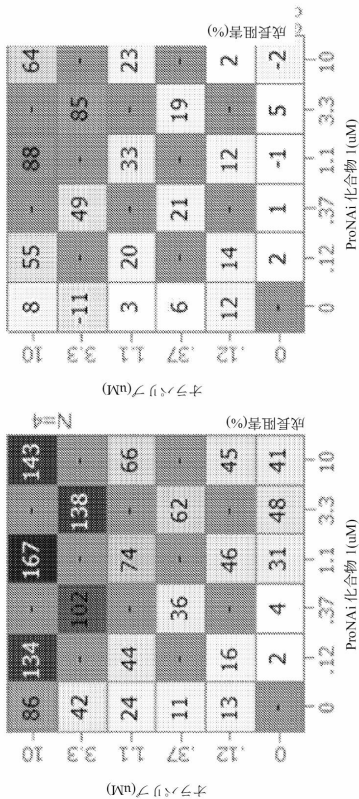 オラパリブ(uM)
10 86 134 - 167 - 143
3.3 42 - 102 - 138 -
1.1 24 44 - 74 - 66
.37 11 - 36 - 62 -
.12 13 16 - 46 - 45
0 - 2 4 31 48 41
0 .12 .37 1.1 3.3 10
ProNAi 化合物 1(uM)
N=4
成長阻害(%)
オラパリブ(uM)
10 8 55 - 88 - 64
3.3 -11 - 49 - 85 -
1.1 3 20 - 33 - 23
.37 6 - 21 - 19 -
.12 12 14 - 12 - 2
0 - 2 1 -1 5 -2
0 .12 .37 1.1 3.3 10
ProNAi 化合物 1(uM)
成長阻害(%)